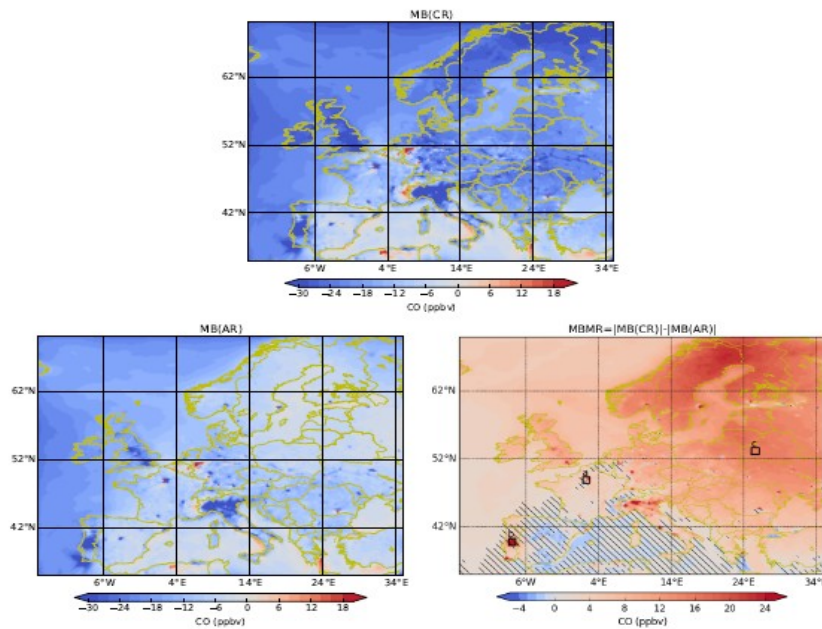 MB(CR)
62°N
52°N
42°N
6°W 4°E 14°E 24°E 34°E
−30 −24 −18 −12 −6 0 6 12 18
CO (ppbv)
MB(AR)
62°N
52°N
42°N
6°W 4°E 14°E 24°E 34°E
−30 −24 −18 −12 −6 0 6 12 18
CO (ppbv)
MBMR=|MB(CR)|-|MB(AR)|
62°N
52°N
42°N
6°W 4°E 14°E 24°E 34°E
−4 0 4 8 12 16 20 24
CO (ppbv)